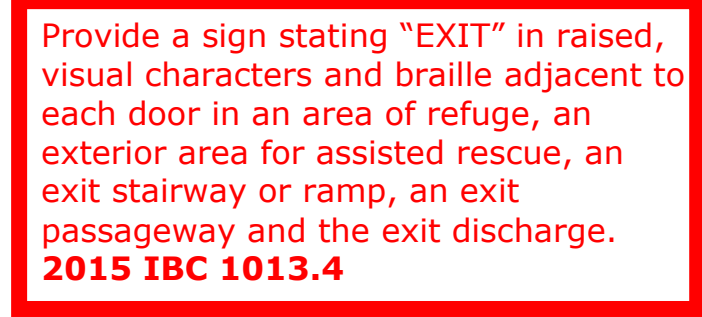 Provide a sign stating “EXIT” in raised,
visual characters and braille adjacent to
each door in an area of refuge, an
exterior area for assisted rescue, an
exit stairway or ramp, an exit
passageway and the exit discharge.
2015 IBC 1013.4